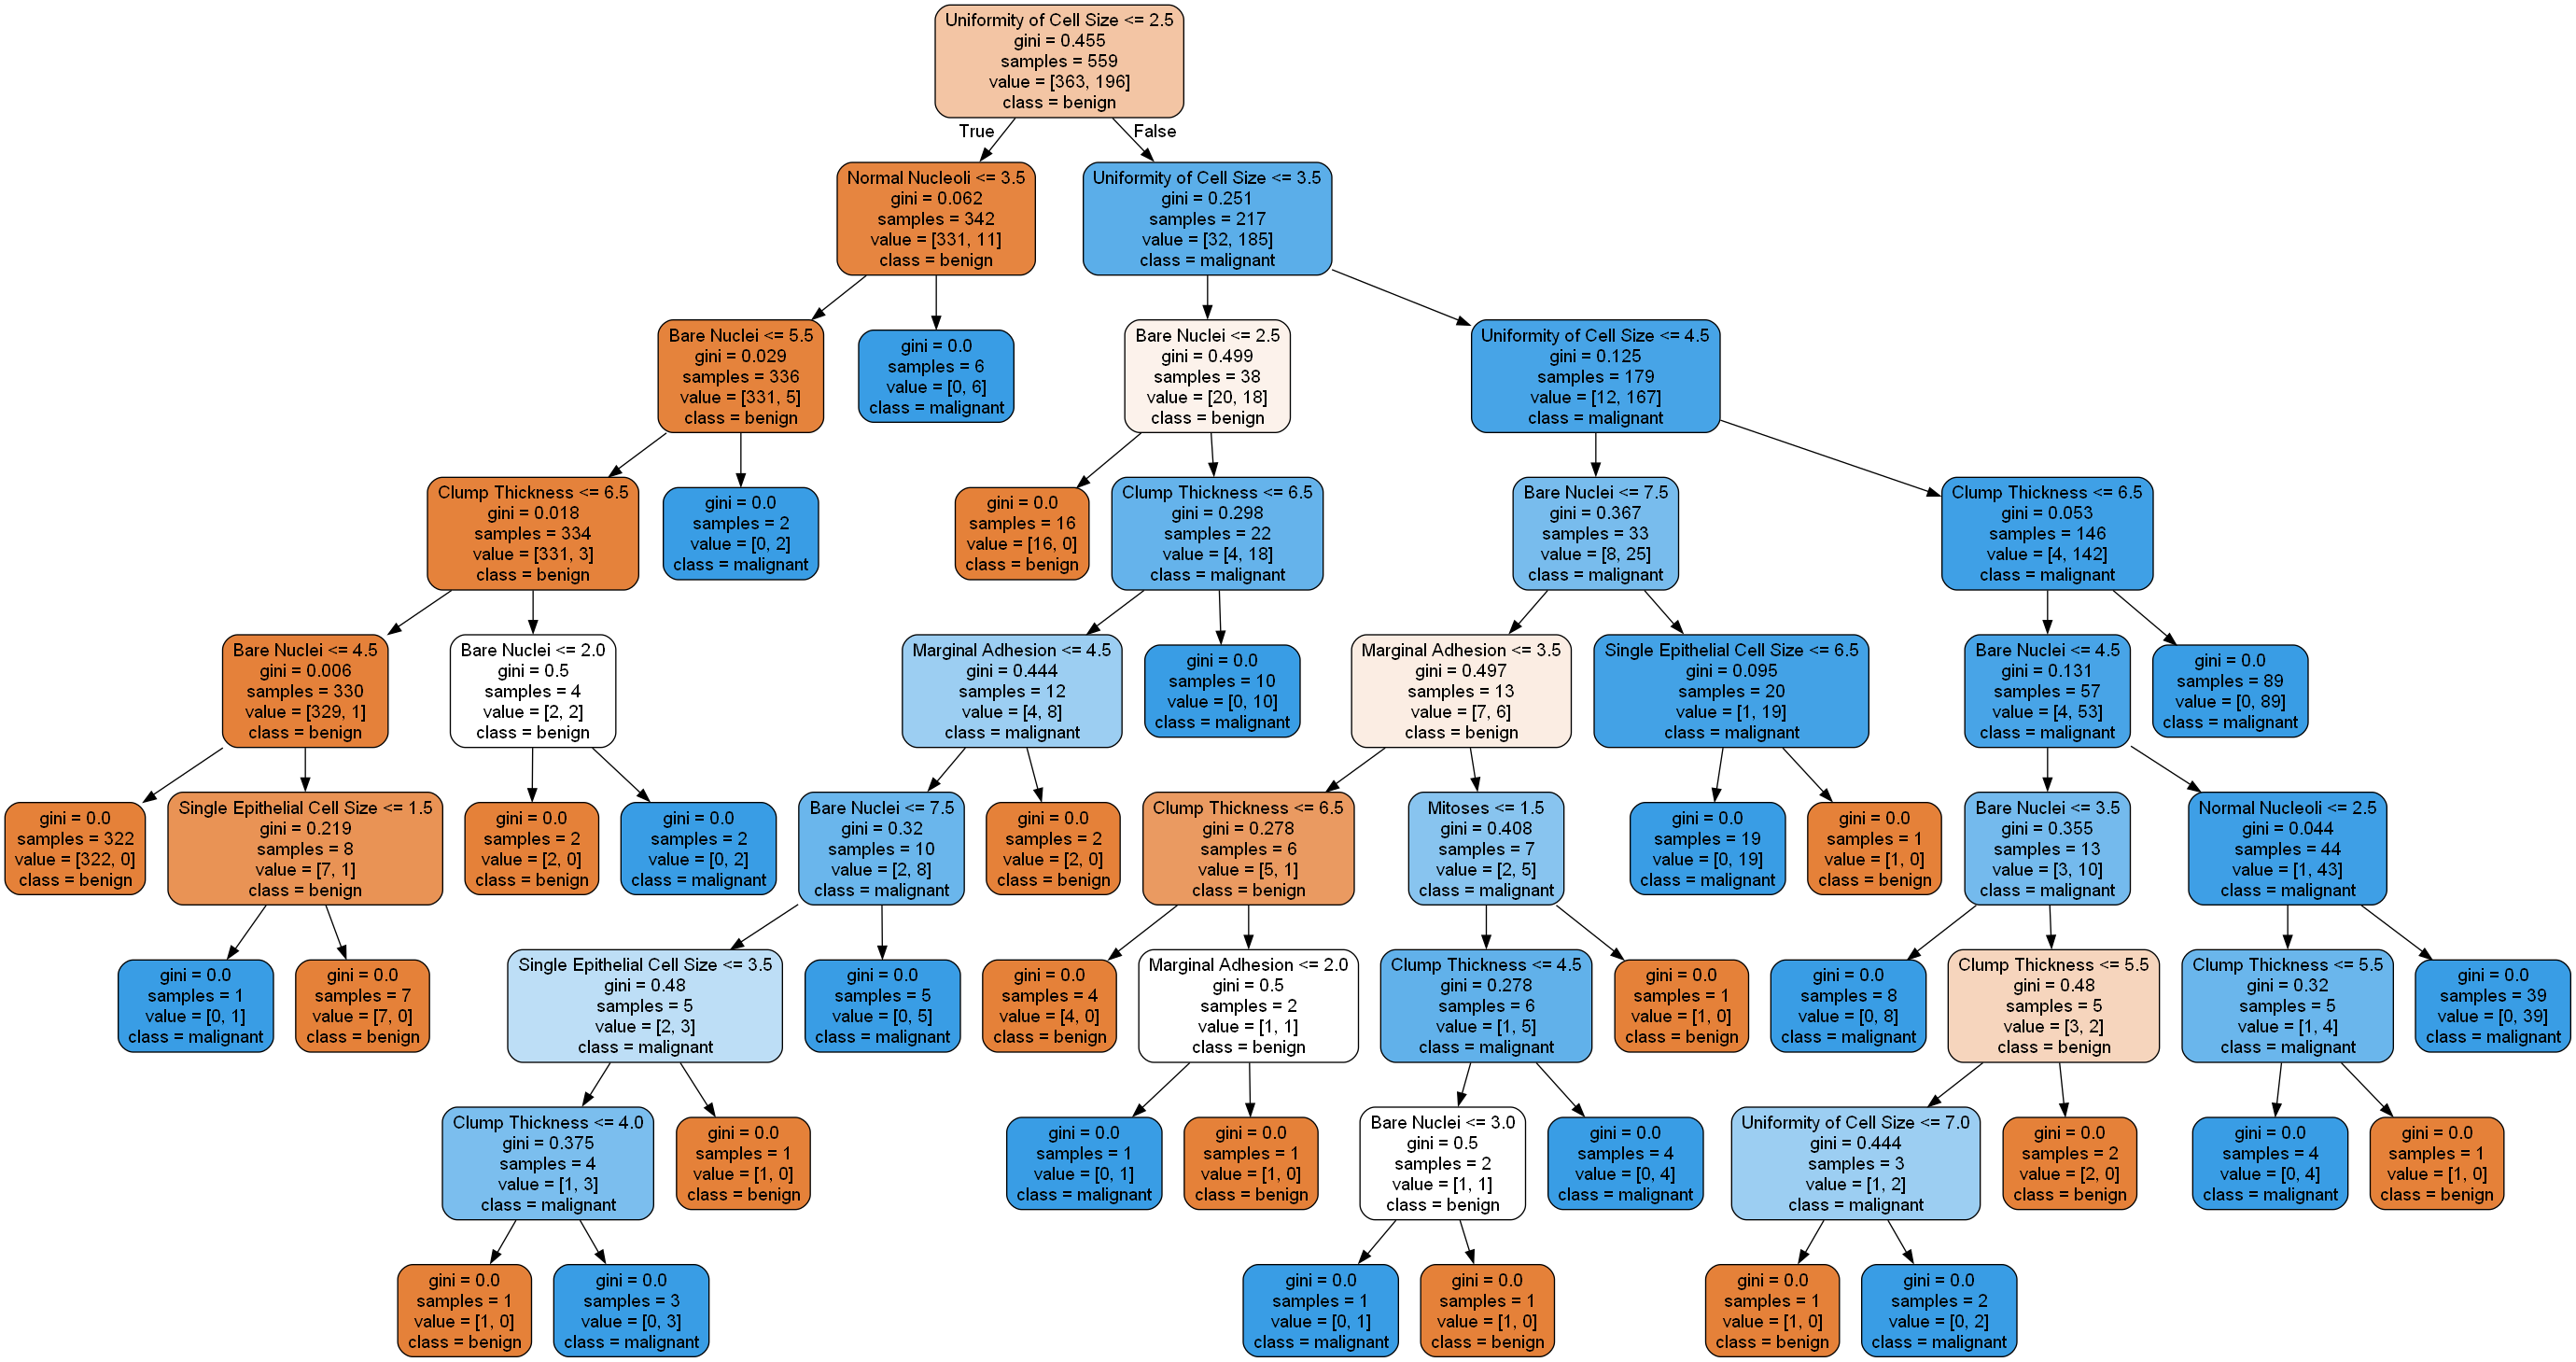 Uniformity of Cell Size <= 2.5
gini = 0.455
samples = 559
value = [363, 196]
class = benign
True
False
Normal Nucleoli <= 3.5
gini = 0.062
samples = 342
value = [331, 11]
class = benign
Uniformity of Cell Size <= 3.5
gini = 0.251
samples = 217
value = [32, 185]
class = malignant
Bare Nuclei <= 5.5
gini = 0.029
samples = 336
value = [331, 5]
class = benign
gini = 0.0
samples = 6
value = [0, 6]
class = malignant
Bare Nuclei <= 2.5
gini = 0.499
samples = 38
value = [20, 18]
class = benign
Uniformity of Cell Size <= 4.5
gini = 0.125
samples = 179
value = [12, 167]
class = malignant
Clump Thickness <= 6.5
gini = 0.018
samples = 334
value = [331, 3]
class = benign
gini = 0.0
samples = 2
value = [0, 2]
class = malignant
gini = 0.0
samples = 16
value = [16, 0]
class = benign
Clump Thickness <= 6.5
gini = 0.298
samples = 22
value = [4, 18]
class = malignant
Bare Nuclei <= 7.5
gini = 0.367
samples = 33
value = [8, 25]
class = malignant
Clump Thickness <= 6.5
gini = 0.053
samples = 146
value = [4, 142]
class = malignant
Bare Nuclei <= 4.5
gini = 0.006
samples = 330
value = [329, 1]
class = benign
Bare Nuclei <= 2.0
gini = 0.5
samples = 4
value = [2, 2]
class = benign
Marginal Adhesion <= 4.5
gini = 0.444
samples = 12
value = [4, 8]
class = malignant
gini = 0.0
samples = 10
value = [0, 10]
class = malignant
Marginal Adhesion <= 3.5
gini = 0.497
samples = 13
value = [7, 6]
class = benign
Single Epithelial Cell Size <= 6.5
gini = 0.095
samples = 20
value = [1, 19]
class = malignant
Bare Nuclei <= 4.5
gini = 0.131
samples = 57
value = [4, 53]
class = malignant
gini = 0.0
samples = 89
value = [0, 89]
class = malignant
gini = 0.0
samples = 322
value = [322, 0]
class = benign
Single Epithelial Cell Size <= 1.5
gini = 0.219
samples = 8
value = [7, 1]
class = benign
gini = 0.0
samples = 2
value = [2, 0]
class = benign
gini = 0.0
samples = 2
value = [0, 2]
class = malignant
Bare Nuclei <= 7.5
gini = 0.32
samples = 10
value = [2, 8]
class = malignant
gini = 0.0
samples = 2
value = [2, 0]
class = benign
Clump Thickness <= 6.5
gini = 0.278
samples = 6
value = [5, 1]
class = benign
Mitoses <= 1.5
gini = 0.408
samples = 7
value = [2, 5]
class = malignant
gini = 0.0
samples = 19
value = [0, 19]
class = malignant
gini = 0.0
samples = 1
value = [1, 0]
class = benign
Bare Nuclei <= 3.5
gini = 0.355
samples = 13
value = [3, 10]
class = malignant
Normal Nucleoli <= 2.5
gini = 0.044
samples = 44
value = [1, 43]
class = malignant
gini = 0.0
samples = 1
value = [0, 1]
class = malignant
gini = 0.0
samples = 7
value = [7, 0]
class = benign
Single Epithelial Cell Size <= 3.5
gini = 0.48
samples = 5
value = [2, 3]
class = malignant
gini = 0.0
samples = 5
value = [0, 5]
class = malignant
gini = 0.0
samples = 4
value = [4, 0]
class = benign
Marginal Adhesion <= 2.0
gini = 0.5
samples = 2
value = [1, 1]
class = benign
Clump Thickness <= 4.5
gini = 0.278
samples = 6
value = [1, 5]
class = malignant
gini = 0.0
samples = 1
value = [1, 0]
class = benign
gini = 0.0
samples = 8
value = [0, 8]
class = malignant
Clump Thickness <= 5.5
gini = 0.48
samples = 5
value = [3, 2]
class = benign
Clump Thickness <= 5.5
gini = 0.32
samples = 5
value = [1, 4]
class = malignant
gini = 0.0
samples = 39
value = [0, 39]
class = malignant
Clump Thickness <= 4.0
gini = 0.375
samples = 4
value = [1, 3]
class = malignant
gini = 0.0
samples = 1
value = [1, 0]
class = benign
gini = 0.0
samples = 1
value = [0, 1]
class = malignant
gini = 0.0
samples = 1
value = [1, 0]
class = benign
Bare Nuclei <= 3.0
gini = 0.5
samples = 2
value = [1, 1]
class = benign
gini = 0.0
samples = 4
value = [0, 4]
class = malignant
Uniformity of Cell Size <= 7.0
gini = 0.444
samples = 3
value = [1, 2]
class = malignant
gini = 0.0
samples = 2
value = [2, 0]
class = benign
gini = 0.0
samples = 4
value = [0, 4]
class = malignant
gini = 0.0
samples = 1
value = [1, 0]
class = benign
gini = 0.0
samples = 1
value = [1, 0]
class = benign
gini = 0.0
samples = 3
value = [0, 3]
class = malignant
gini = 0.0
samples = 1
value = [0, 1]
class = malignant
gini = 0.0
samples = 1
value = [1, 0]
class = benign
gini = 0.0
samples = 1
value = [1, 0]
class = benign
gini = 0.0
samples = 2
value = [0, 2]
class = malignant